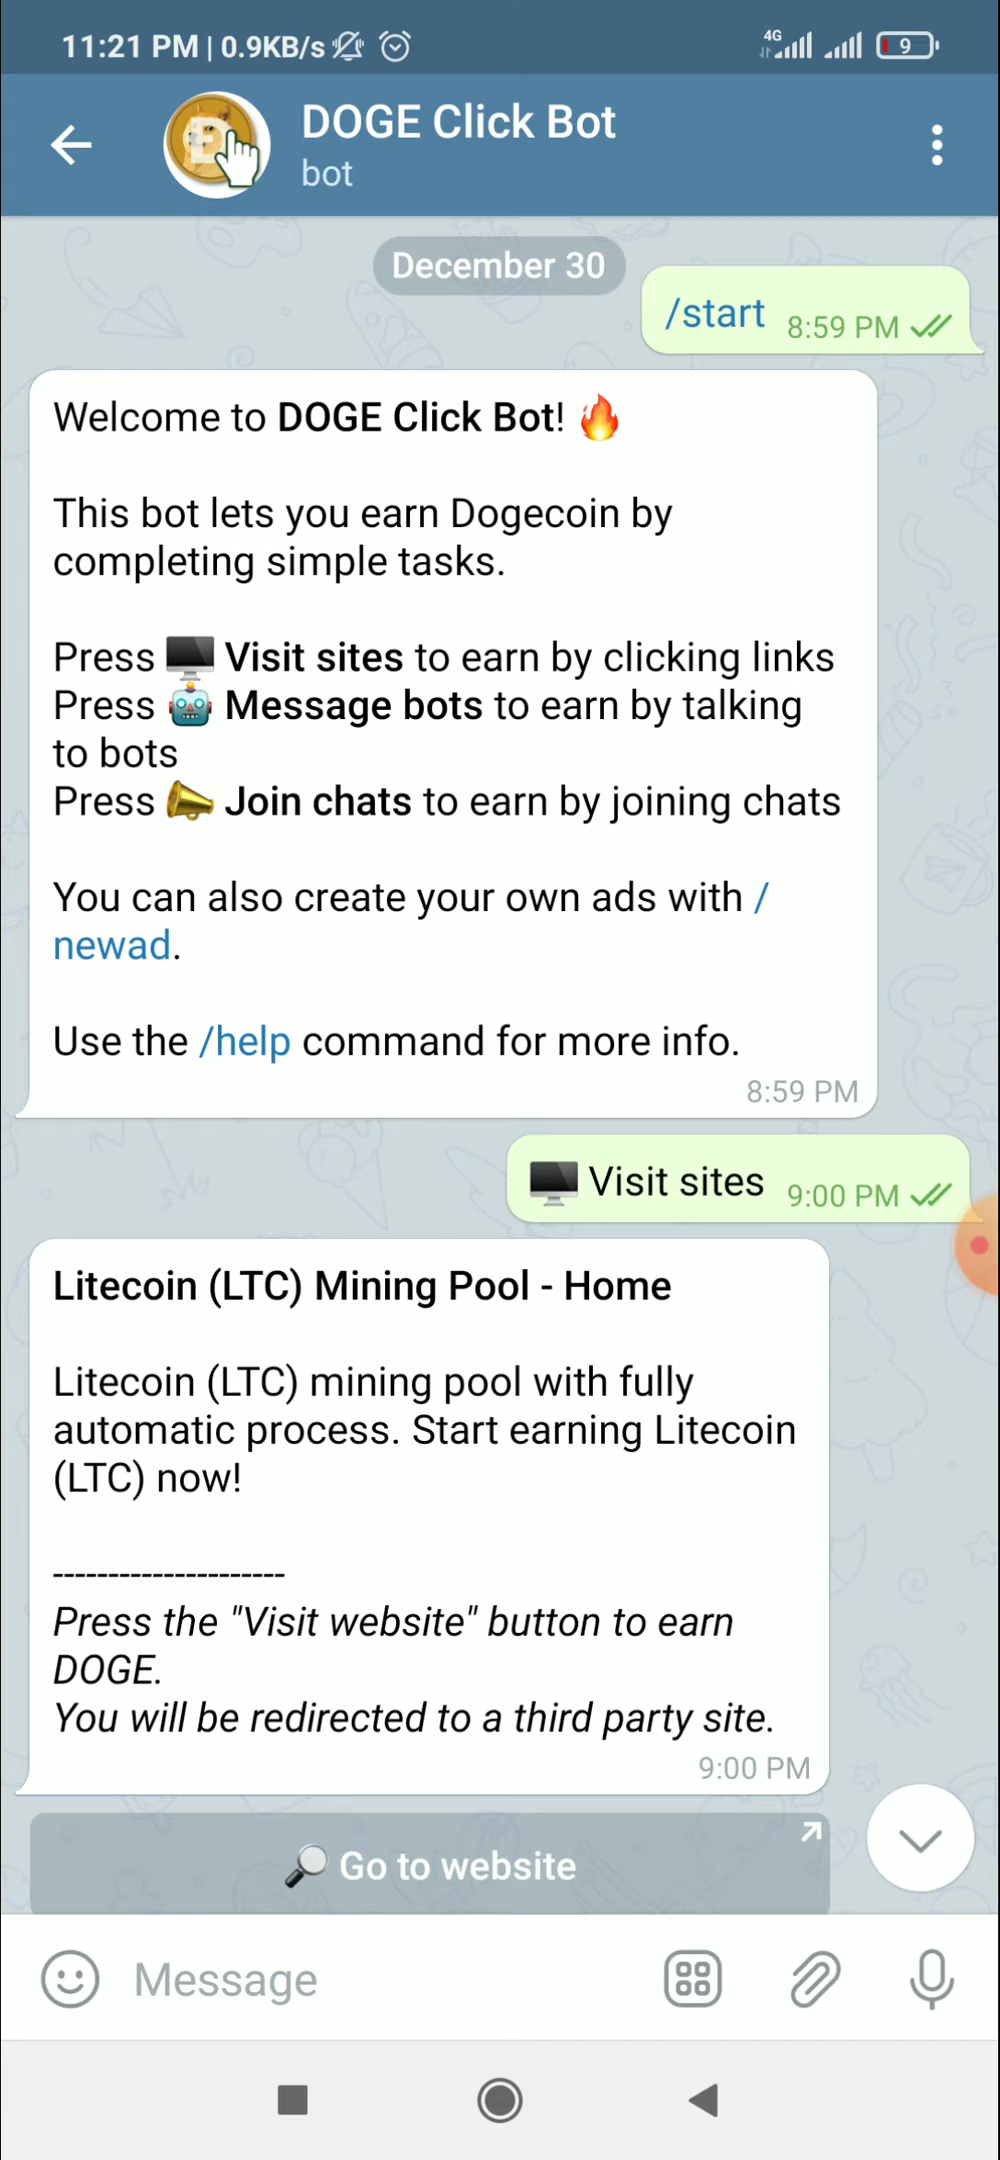 11:21 PM | 0.9KB/s
4G
9
DOGE Click Bot
bot
December 30
/start 8:59 PM
Welcome to DOGE Click Bot! 🔥
This bot lets you earn Dogecoin by
completing simple tasks.
Press 🖥 Visit sites to earn by clicking links
Press 🤖 Message bots to earn by talking
to bots
Press 📣 Join chats to earn by joining chats
You can also create your own ads with /
newad.
Use the /help command for more info.
8:59 PM
🖥 Visit sites 9:00 PM
Litecoin (LTC) Mining Pool - Home
Litecoin (LTC) mining pool with fully
automatic process. Start earning Litecoin
(LTC) now!
---------------------
Press the "Visit website" button to earn
DOGE.
You will be redirected to a third party site.
9:00 PM
🔎 Go to website
Message